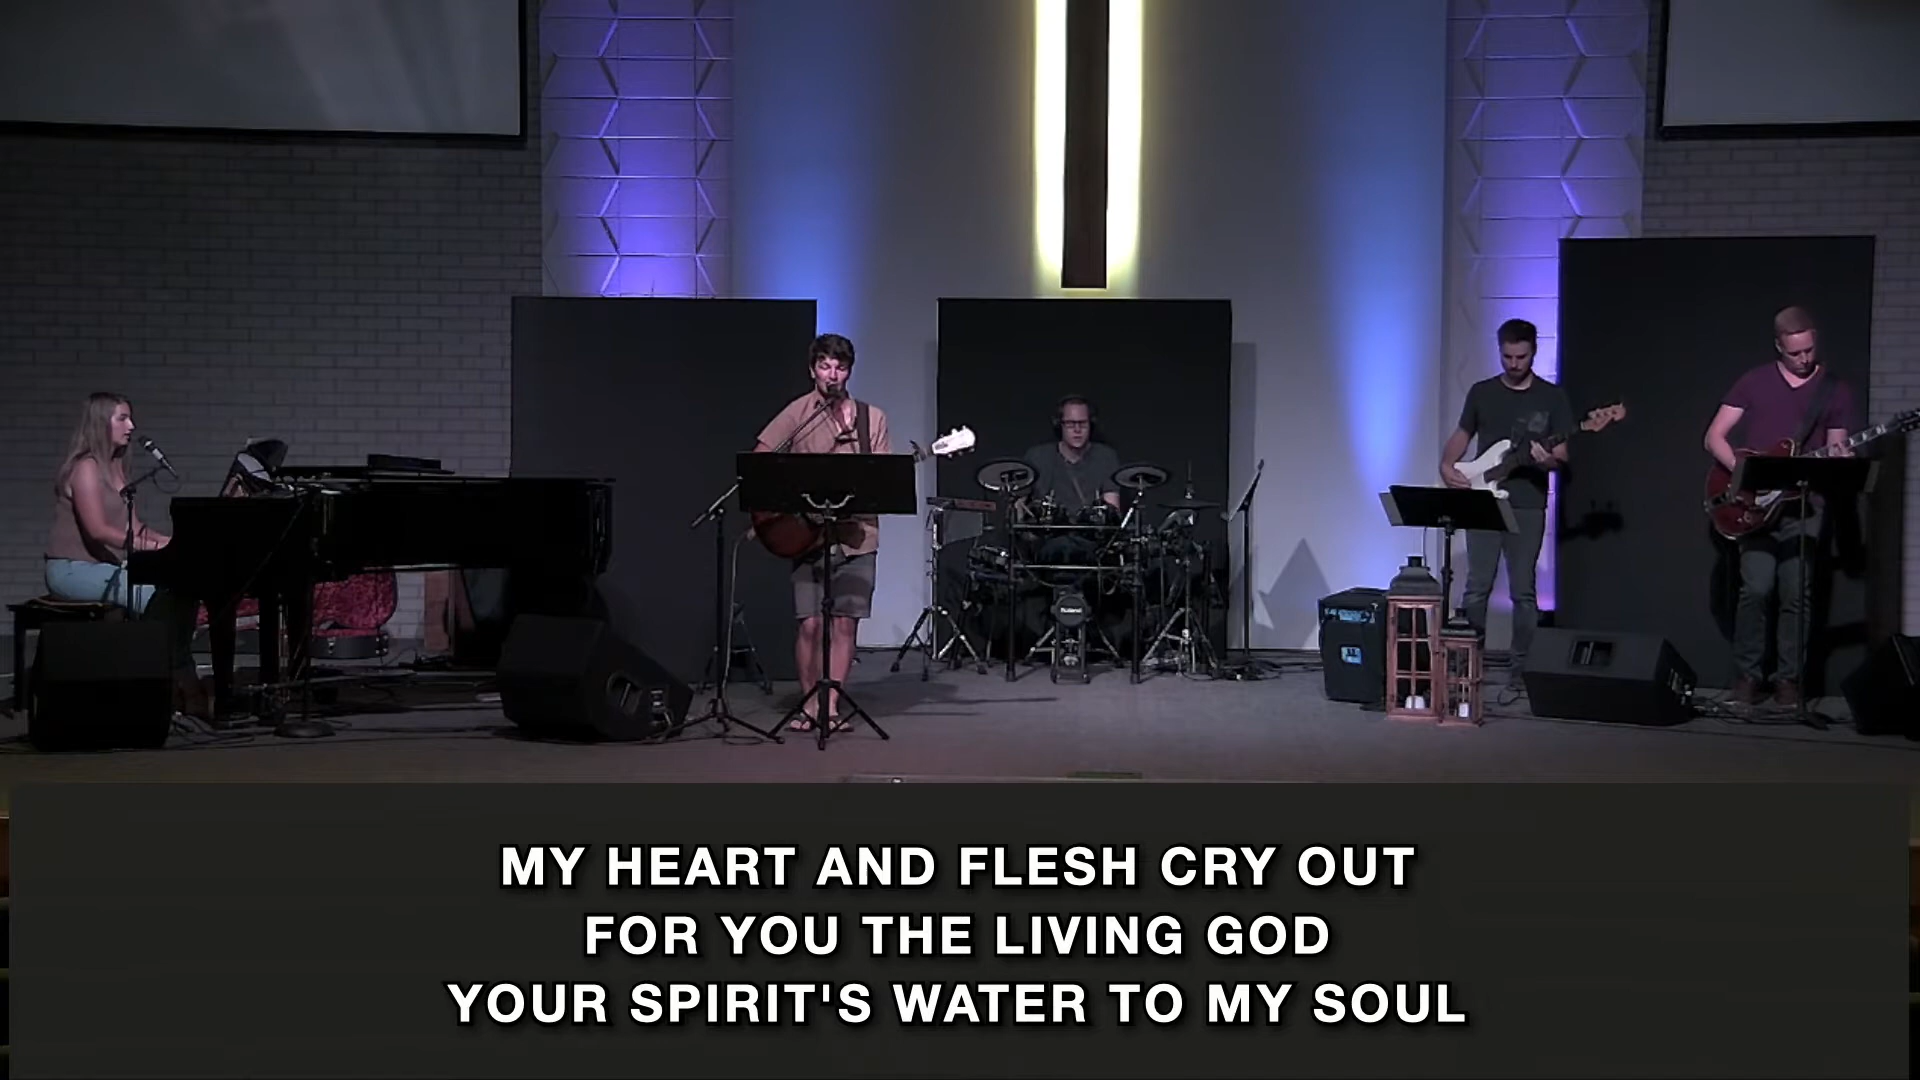 MY HEART AND FLESH CRY OUT
FOR YOU THE LIVING GOD
YOUR SPIRIT'S WATER TO MY SOUL